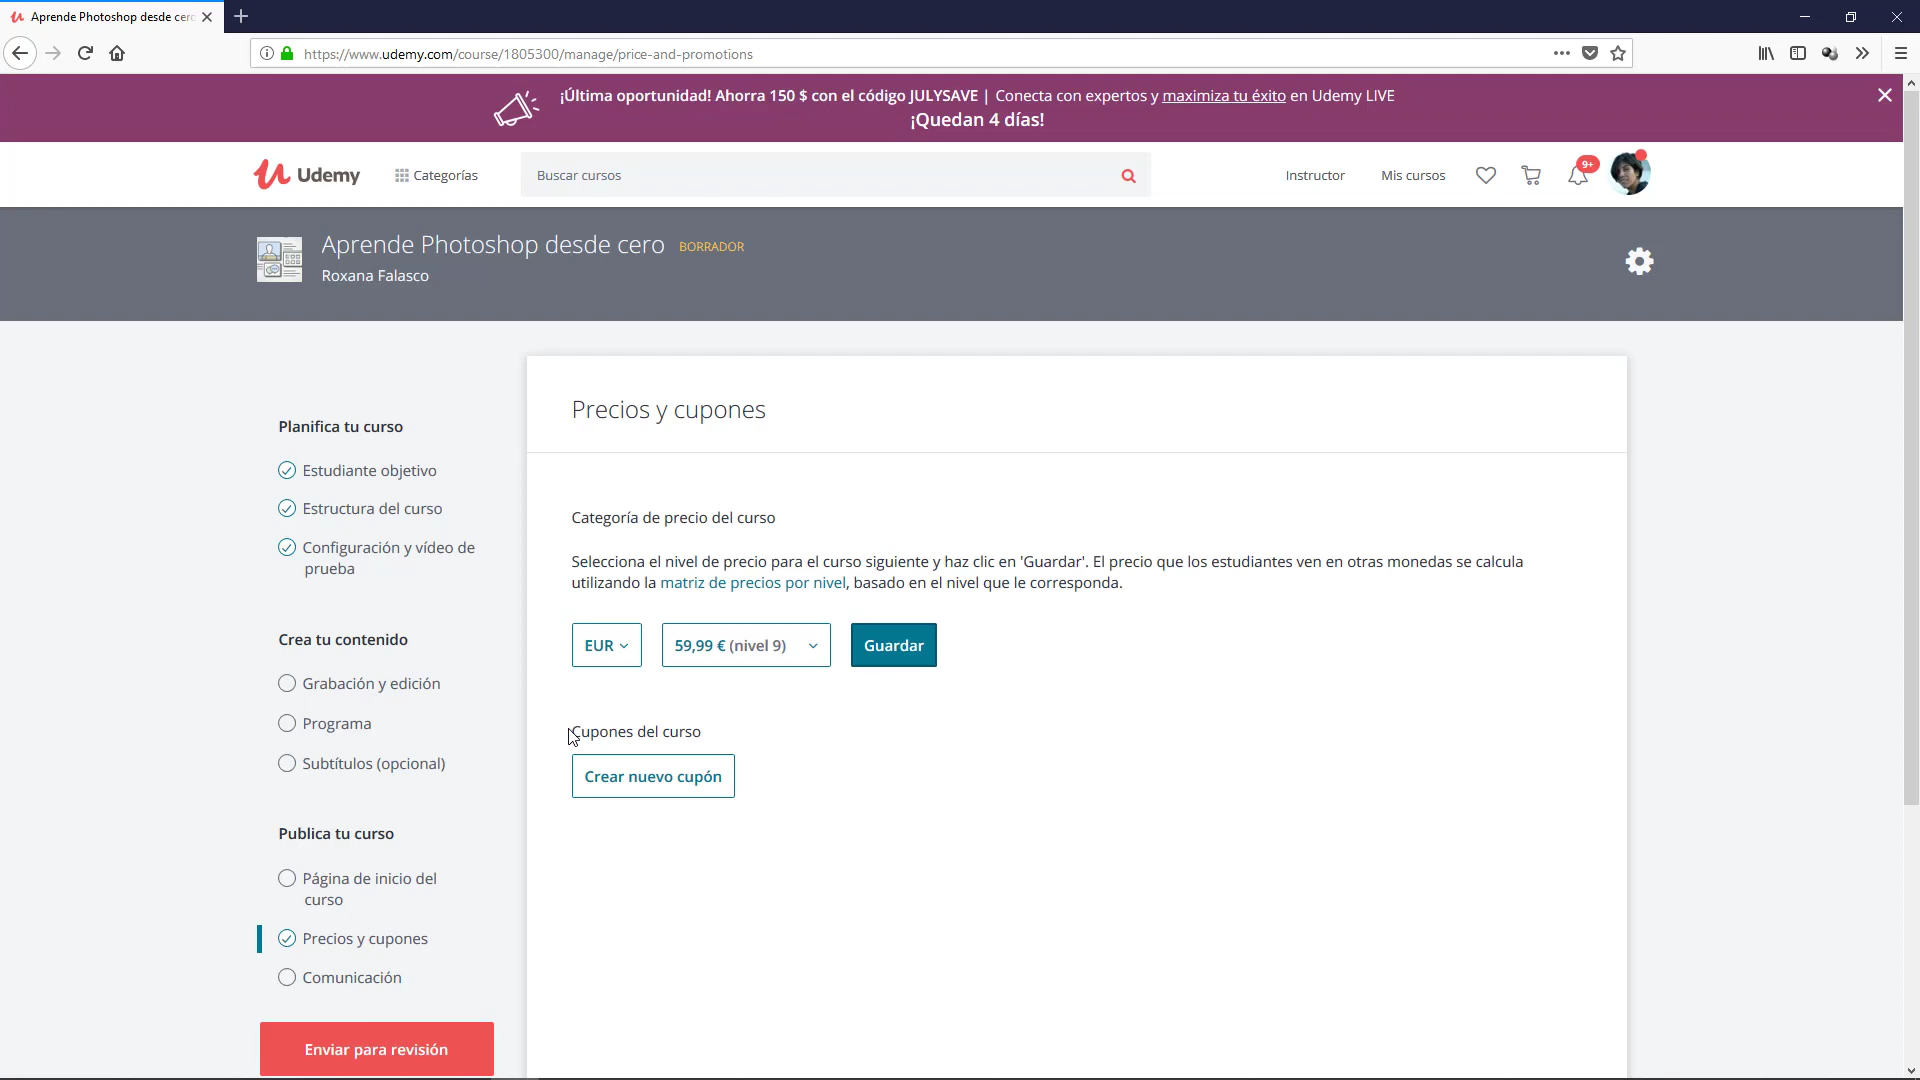 Aprende Photoshop desde cero
https://www.udemy.com/course/1805300/manage/price-and-promotions
¡Última oportunidad! Ahorra 150 $ con el código JULYSAVE | Conecta con expertos y maximiza tu éxito en Udemy LIVE
¡Quedan 4 días!
Udemy
Categorías
Buscar cursos
Instructor
Mis cursos
9+
Aprende Photoshop desde cero BORRADOR
Roxana Falasco
Planifica tu curso
Estudiante objetivo
Estructura del curso
Configuración y vídeo de
prueba
Crea tu contenido
Grabación y edición
Programa
Subtítulos (opcional)
Publica tu curso
Página de inicio del
curso
Precios y cupones
Comunicación
Enviar para revisión
Precios y cupones
Categoría de precio del curso
Selecciona el nivel de precio para el curso siguiente y haz clic en 'Guardar'. El precio que los estudiantes ven en otras monedas se calcula
utilizando la matriz de precios por nivel, basado en el nivel que le corresponda.
EUR
59,99 € (nivel 9)
Guardar
Cupones del curso
Crear nuevo cupón